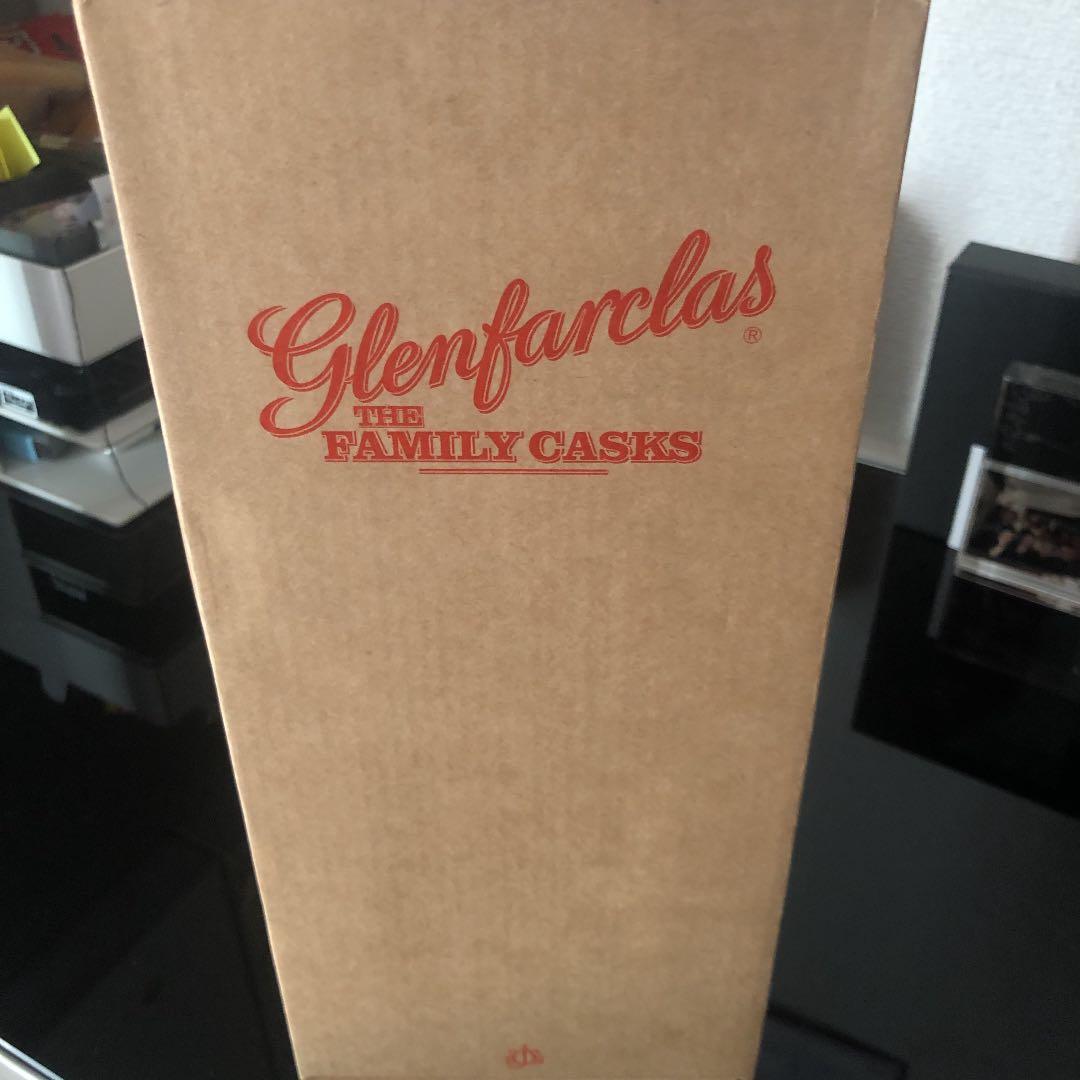 Glenfarclas
®
THE
FAMILY CASKS